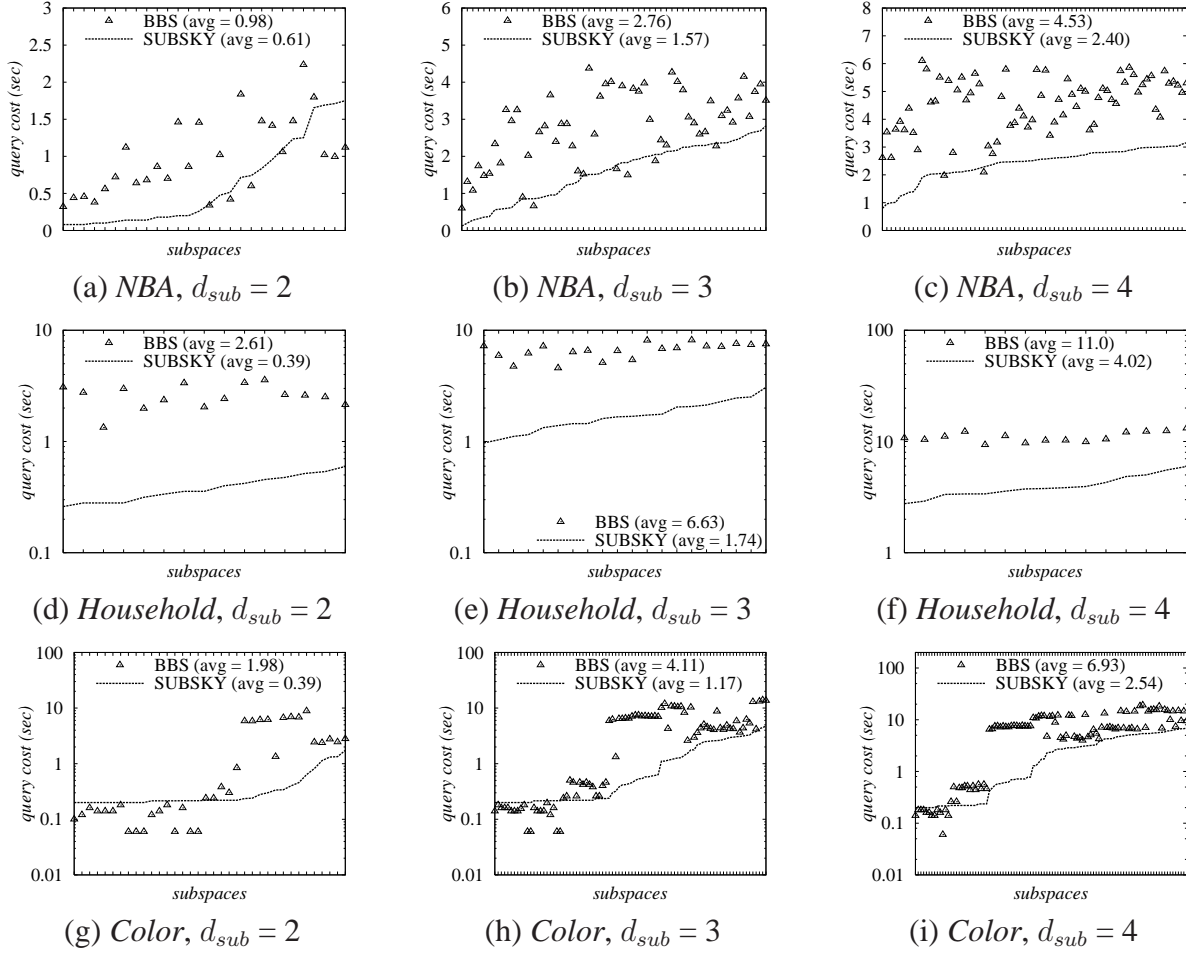 3
2.5
2
1.5
1
0.5
0
query cost (sec)
BBS (avg = 0.98)
SUBSKY (avg = 0.61)
subspaces
(a) NBA, d_sub = 2
6
5
4
3
2
1
0
query cost (sec)
BBS (avg = 2.76)
SUBSKY (avg = 1.57)
subspaces
(b) NBA, d_sub = 3
8
7
6
5
4
3
2
1
0
query cost (sec)
BBS (avg = 4.53)
SUBSKY (avg = 2.40)
subspaces
(c) NBA, d_sub = 4
10
1
0.1
query cost (sec)
BBS (avg = 2.61)
SUBSKY (avg = 0.39)
subspaces
(d) Household, d_sub = 2
10
1
0.1
query cost (sec)
BBS (avg = 6.63)
SUBSKY (avg = 1.74)
subspaces
(e) Household, d_sub = 3
100
10
1
query cost (sec)
BBS (avg = 11.0)
SUBSKY (avg = 4.02)
subspaces
(f) Household, d_sub = 4
100
10
1
0.1
0.01
query cost (sec)
BBS (avg = 1.98)
SUBSKY (avg = 0.39)
subspaces
(g) Color, d_sub = 2
100
10
1
0.1
0.01
query cost (sec)
BBS (avg = 4.11)
SUBSKY (avg = 1.17)
subspaces
(h) Color, d_sub = 3
100
10
1
0.1
0.01
query cost (sec)
BBS (avg = 6.93)
SUBSKY (avg = 2.54)
subspaces
(i) Color, d_sub = 4